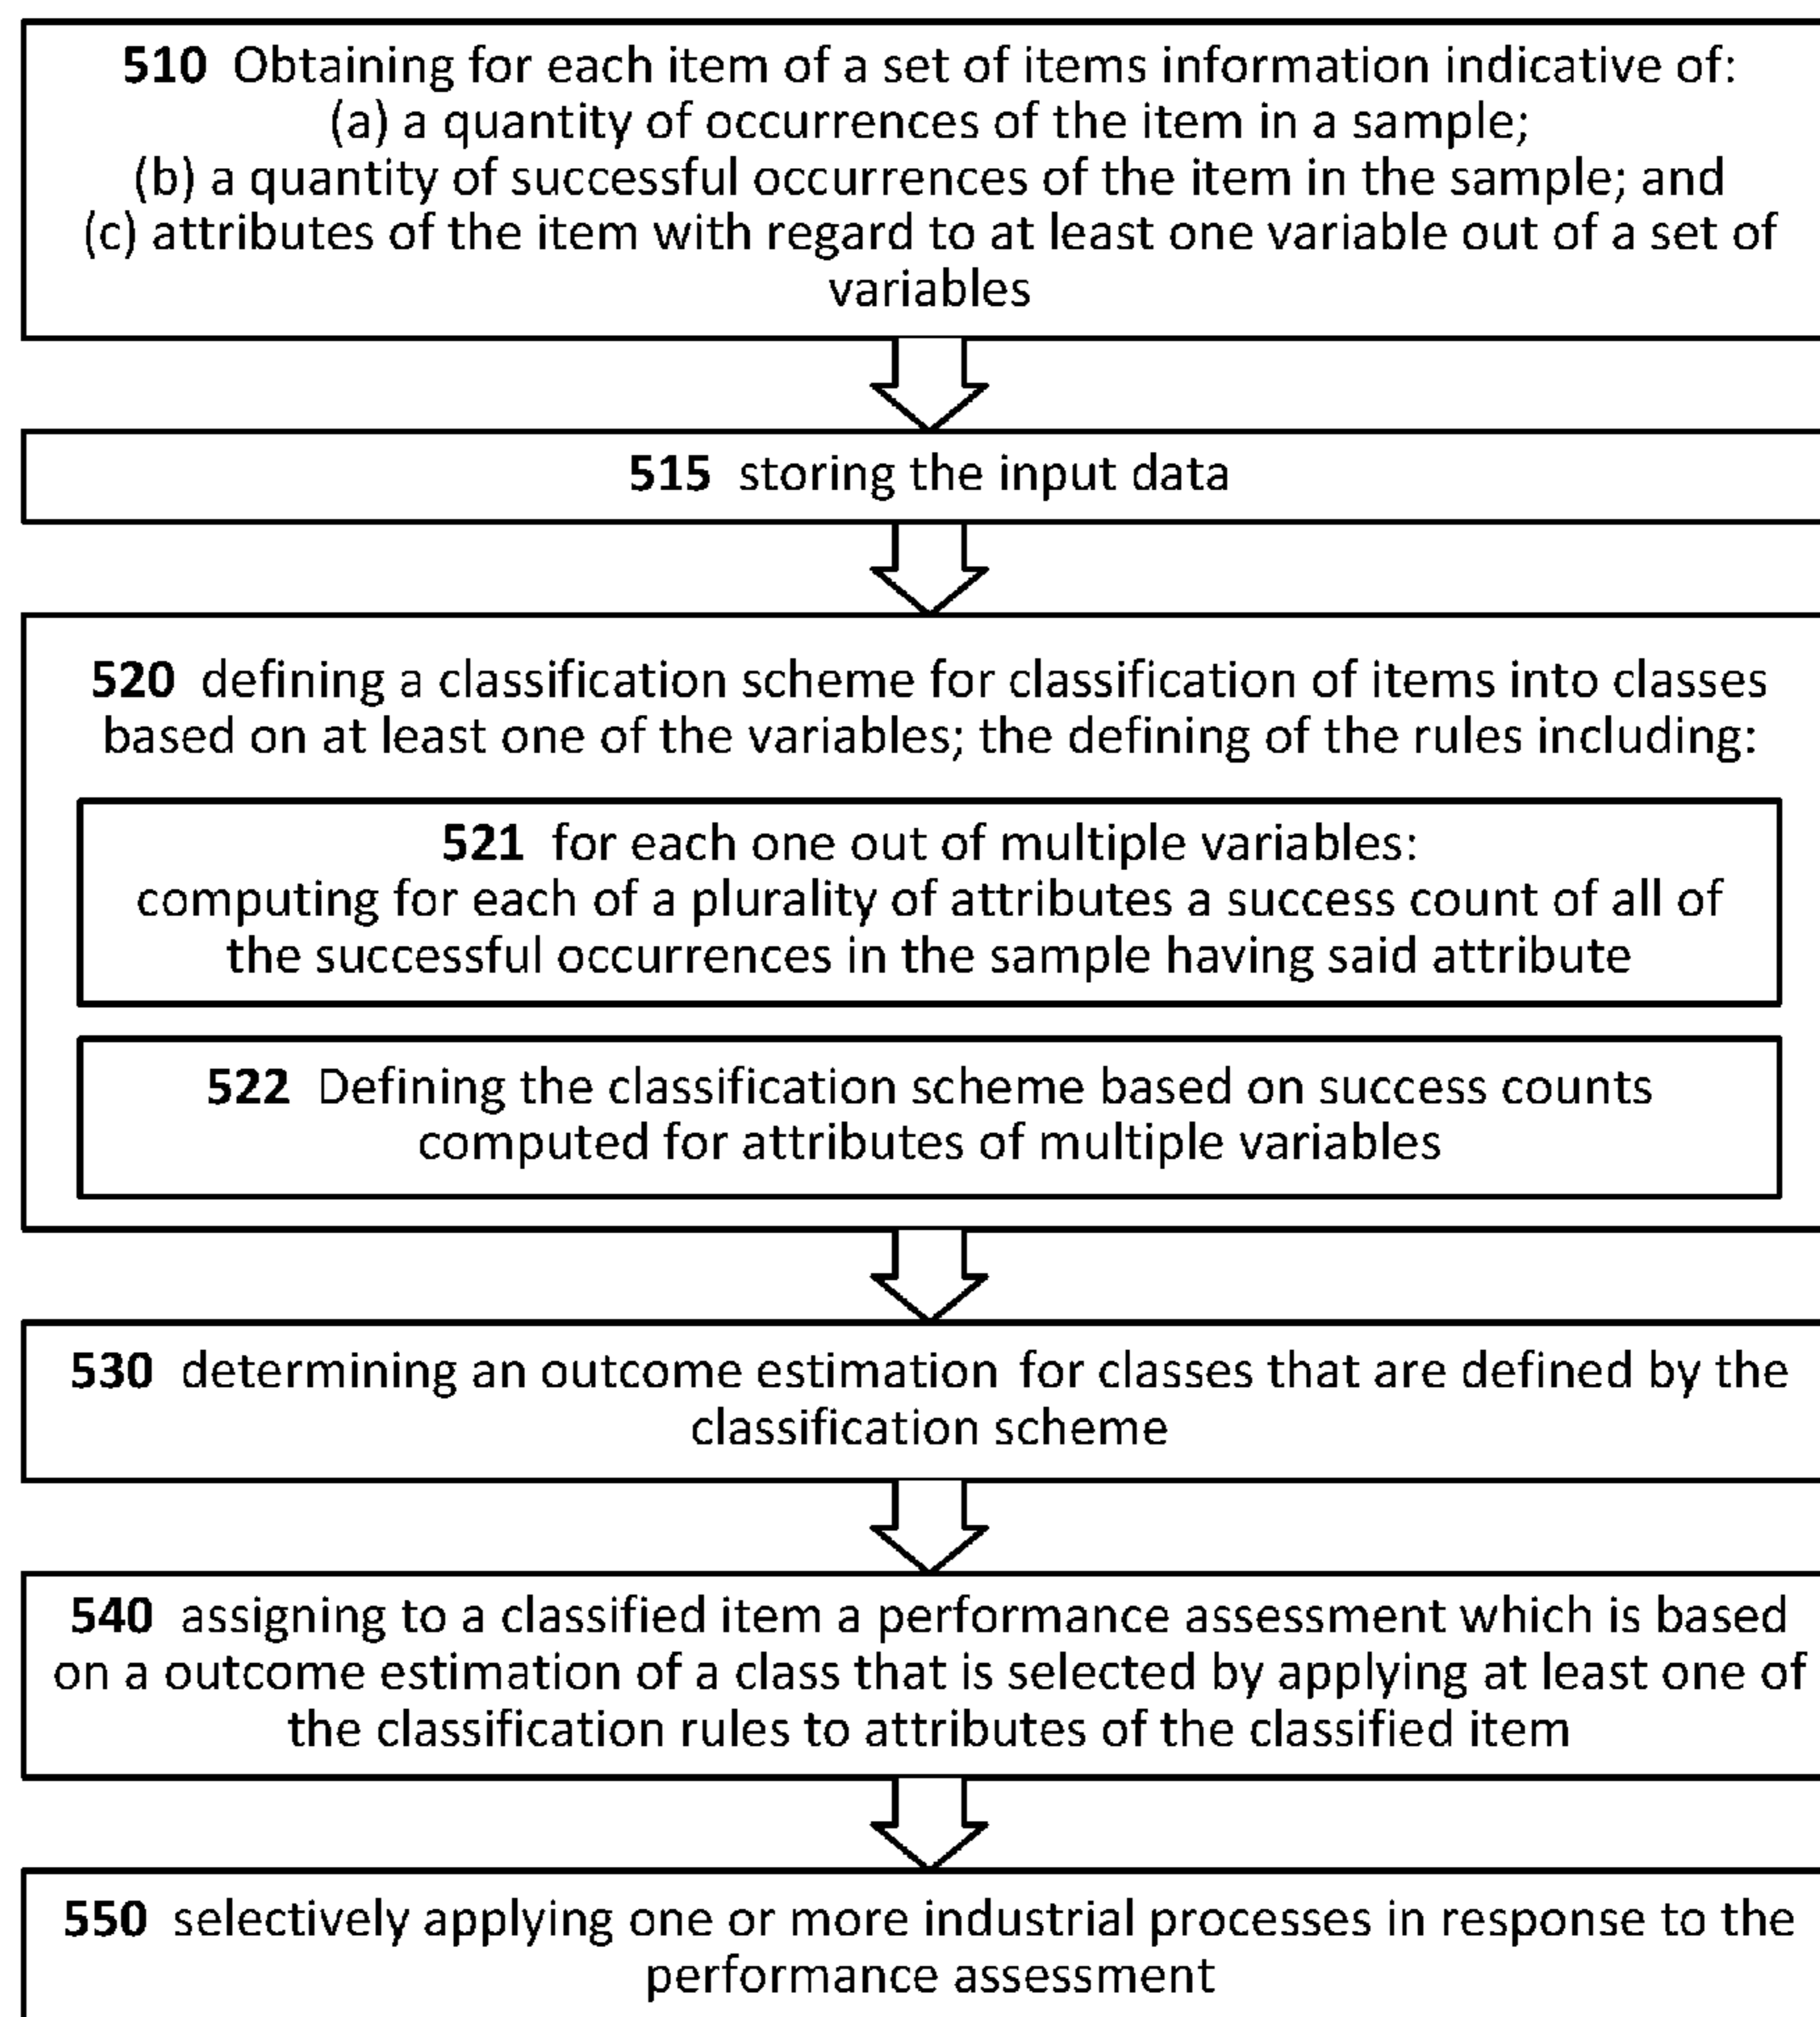 510 Obtaining for each item of a set of items information indicative of:
(a) a quantity of occurrences of the item in a sample;
(b) a quantity of successful occurrences of the item in the sample; and
(c) attributes of the item with regard to at least one variable out of a set of
variables
515 storing the input data
520 defining a classification scheme for classification of items into classes
based on at least one of the variables; the defining of the rules including:
521 for each one out of multiple variables:
computing for each of a plurality of attributes a success count of all of
the successful occurrences in the sample having said attribute
522 Defining the classification scheme based on success counts
computed for attributes of multiple variables
530 determining an outcome estimation for classes that are defined by the
classification scheme
540 assigning to a classified item a performance assessment which is based
on a outcome estimation of a class that is selected by applying at least one of
the classification rules to attributes of the classified item
550 selectively applying one or more industrial processes in response to the
performance assessment